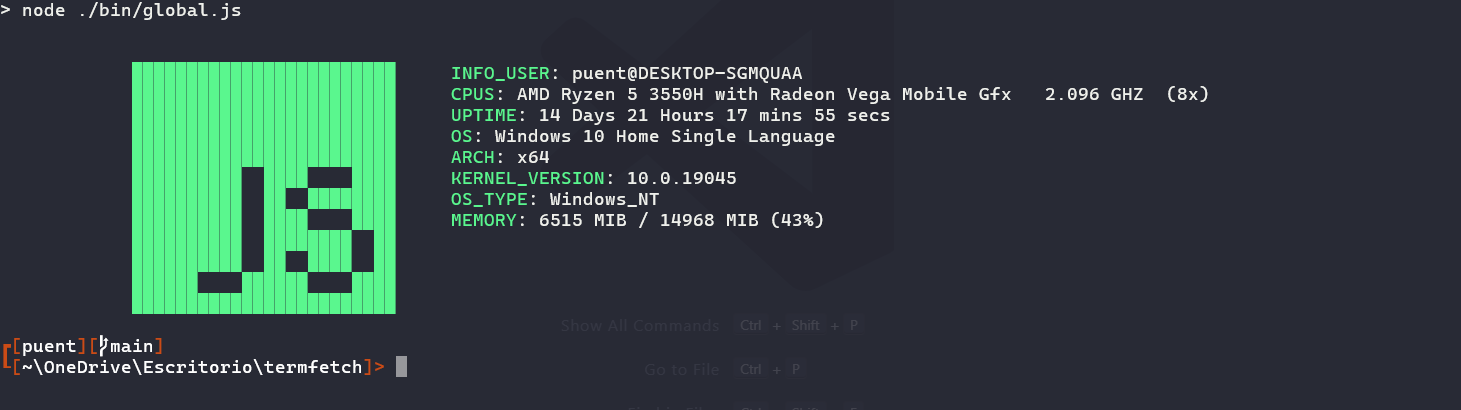 > node ./bin/global.js
INFO_USER: puent@DESKTOP-SGMQUAA
CPUS: AMD Ryzen 5 3550H with Radeon Vega Mobile Gfx   2.096 GHZ  (8x)
UPTIME: 14 Days 21 Hours 17 mins 55 secs
OS: Windows 10 Home Single Language
ARCH: x64
KERNEL_VERSION: 10.0.19045
OS_TYPE: Windows_NT
MEMORY: 6515 MIB / 14968 MIB (43%)
JS
Show All Commands Ctrl + Shift + P
[puent][main]
[~\OneDrive\Escritorio\termfetch]>
Go to File Ctrl + P